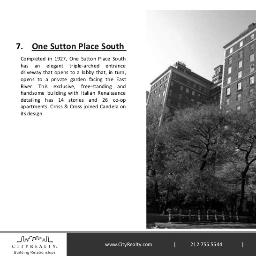 7. One Sutton Place South
Completed in 1927, One Sutton Place South
has an elegant triple-arched entrance
driveway that opens to a lobby that, in turn,
opens to a private garden facing the East
River. This exclusive, free-standing and
handsome building with Italian Renaissance
detailing has 14 stories and 26 co-op
apartments. Cross & Cross joined Candela on
its design.
CITYREALTY
Building Relationships
www.CityRealty.com | 212.755.5544 |